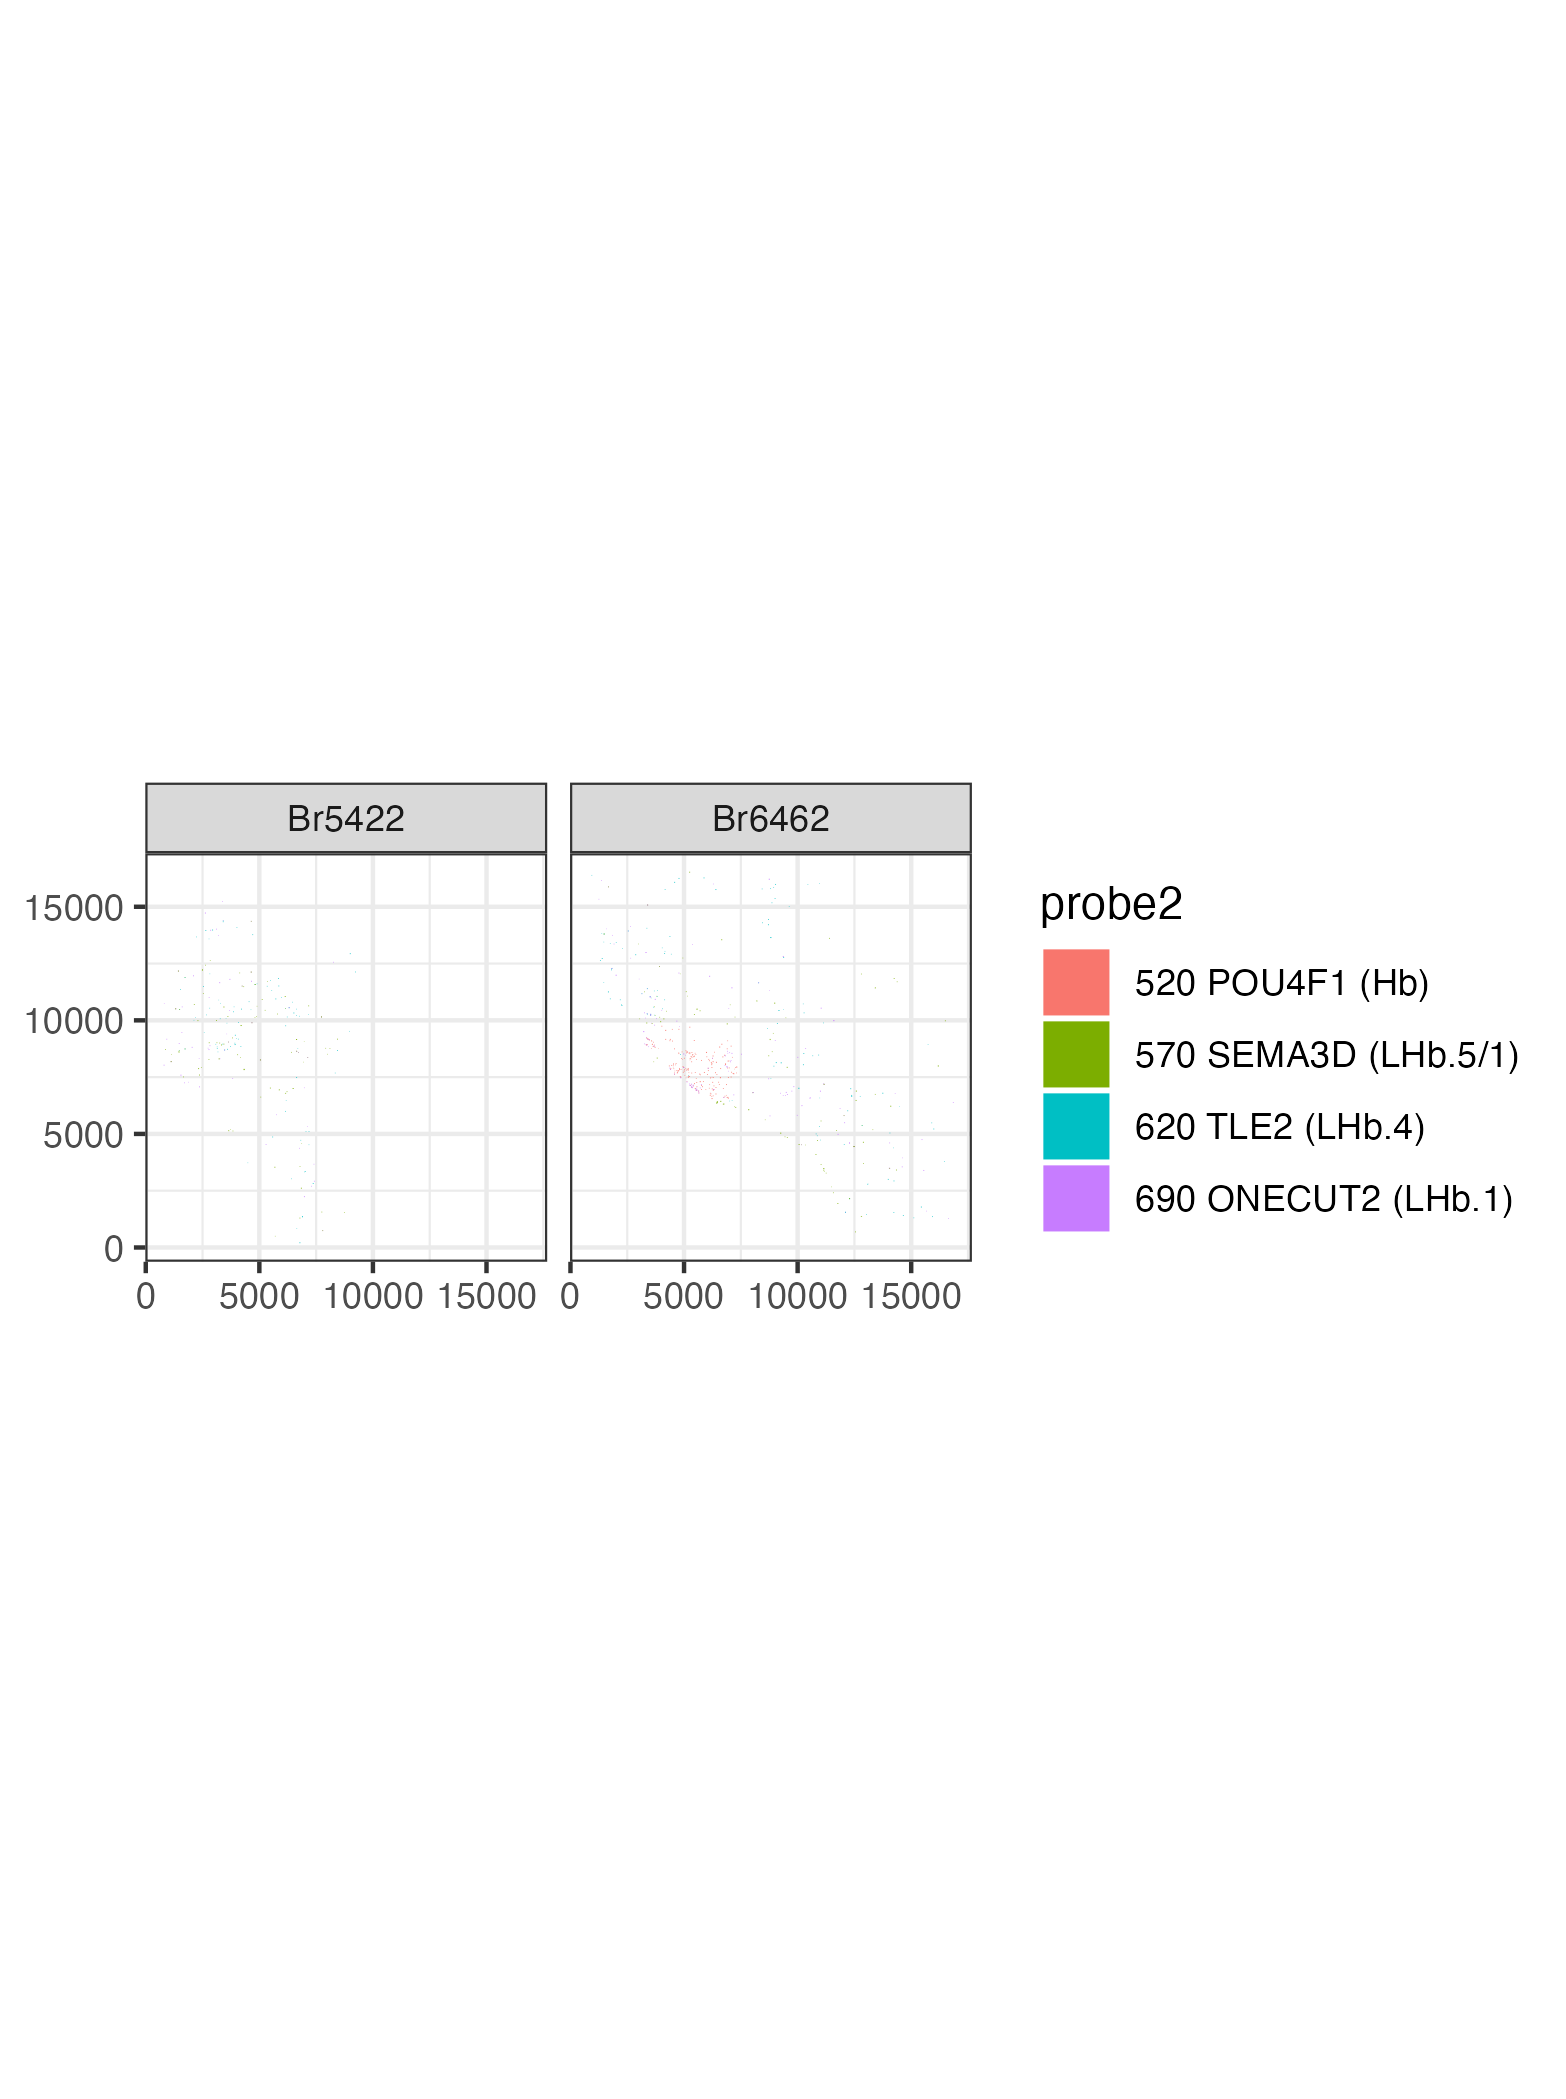 Br5422
Br6462
15000
10000
5000
0
0 5000 10000 15000
0 5000 10000 15000
probe2
520 POU4F1 (Hb)
570 SEMA3D (LHb.5/1)
620 TLE2 (LHb.4)
690 ONECUT2 (LHb.1)